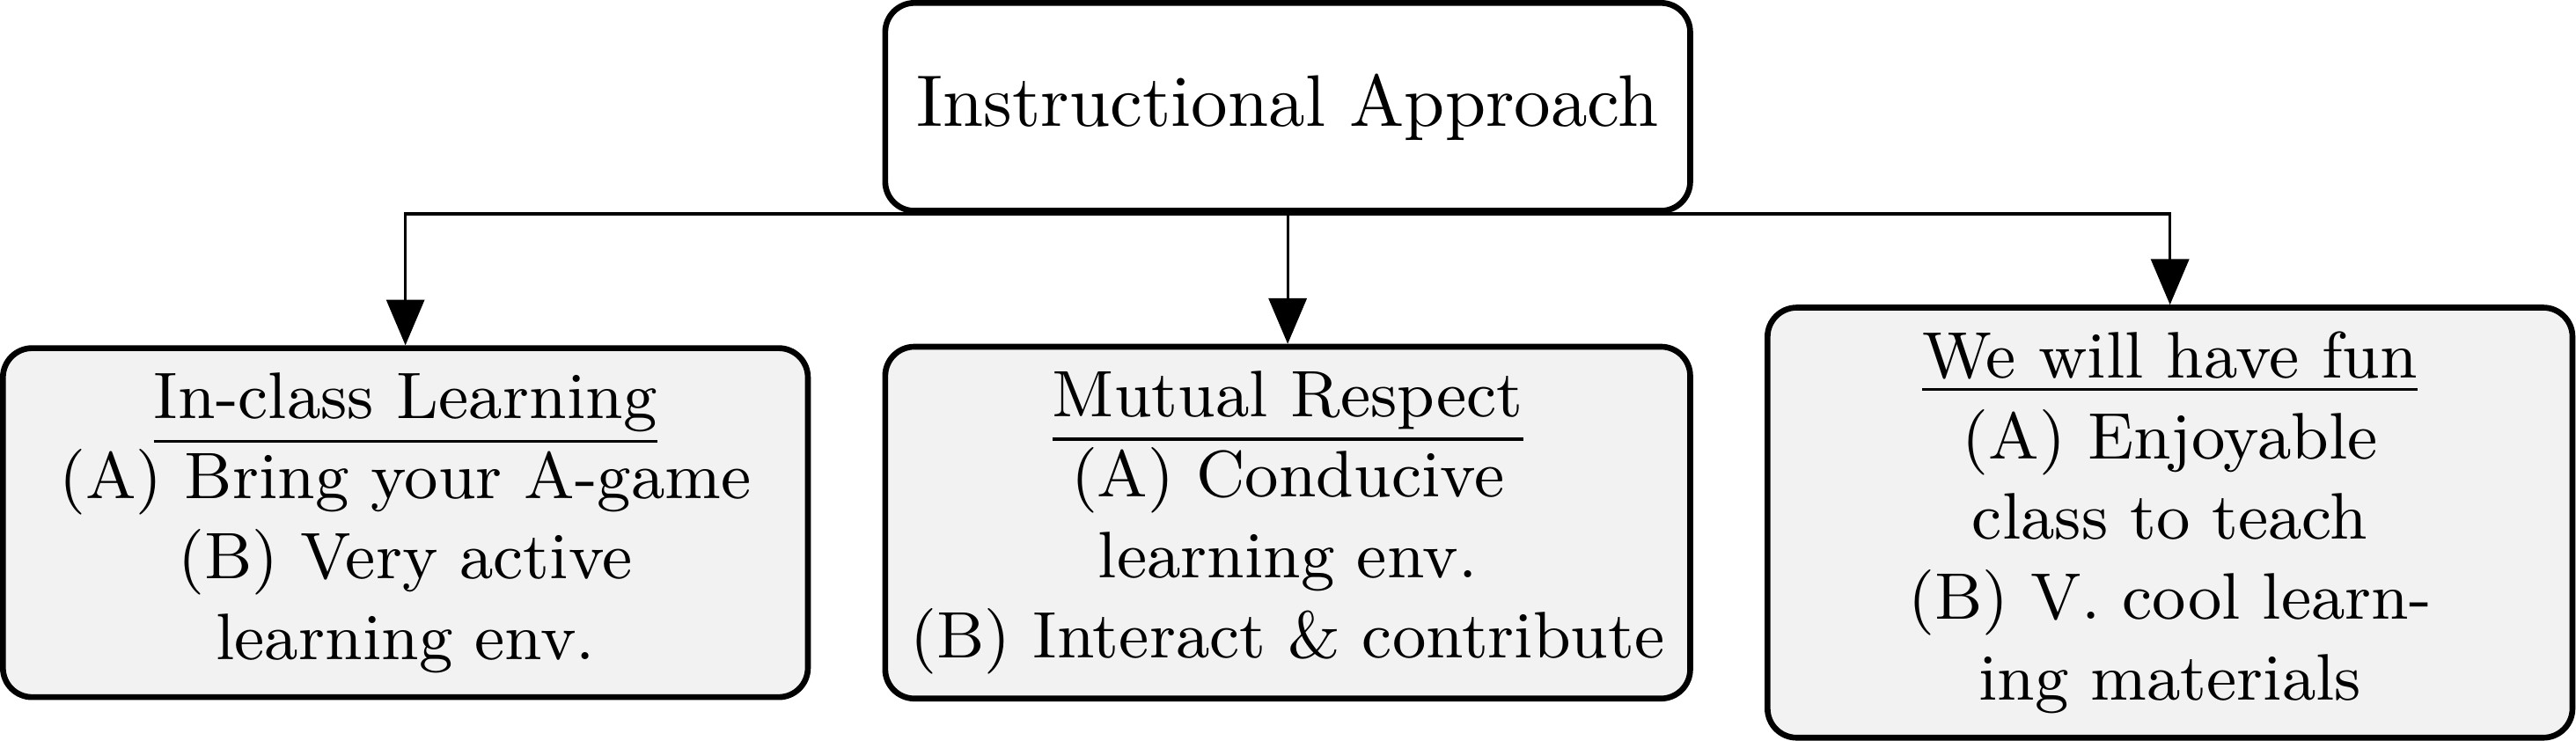 Instructional Approach
In-class Learning
(A) Bring your A-game
(B) Very active
learning env.
Mutual Respect
(A) Conducive
learning env.
(B) Interact & contribute
We will have fun
(A) Enjoyable
class to teach
(B) V. cool learn-
ing materials